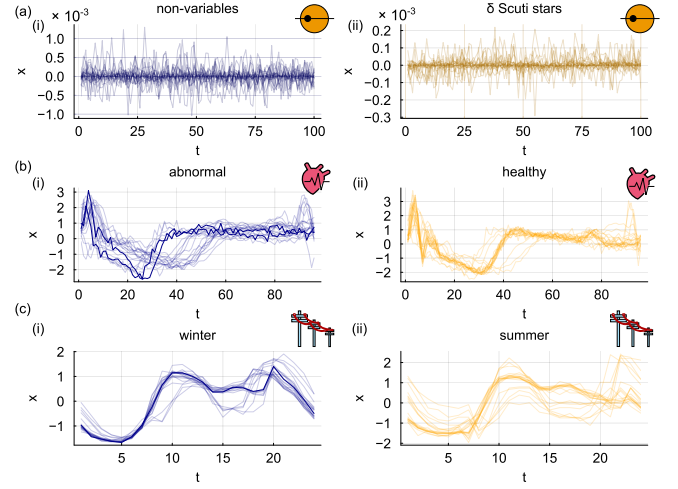 (a)
(i)
× 10⁻³
non-variables
x
1.0
0.5
0.0
−0.5
−1.0
1
25
50
75
100
t
(ii)
× 10⁻³
δ Scuti stars
x
0.2
0.1
0.0
−0.1
−0.2
−0.3
1
25
50
75
100
t
(b)
(i)
abnormal
x
3
2
1
0
−1
−2
20
40
60
80
t
(ii)
healthy
x
3
2
1
0
−1
−2
20
40
60
80
t
(c)
(i)
winter
x
2
1
0
−1
5
10
15
20
t
(ii)
summer
x
2
1
0
−1
−2
5
10
15
20
t